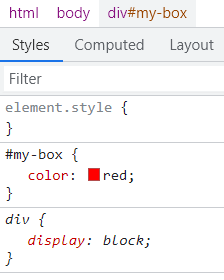 html body div#my-box
Styles Computed Layout
Filter
element.style {
}
#my-box {
color: red;
}
div {
display: block;
}